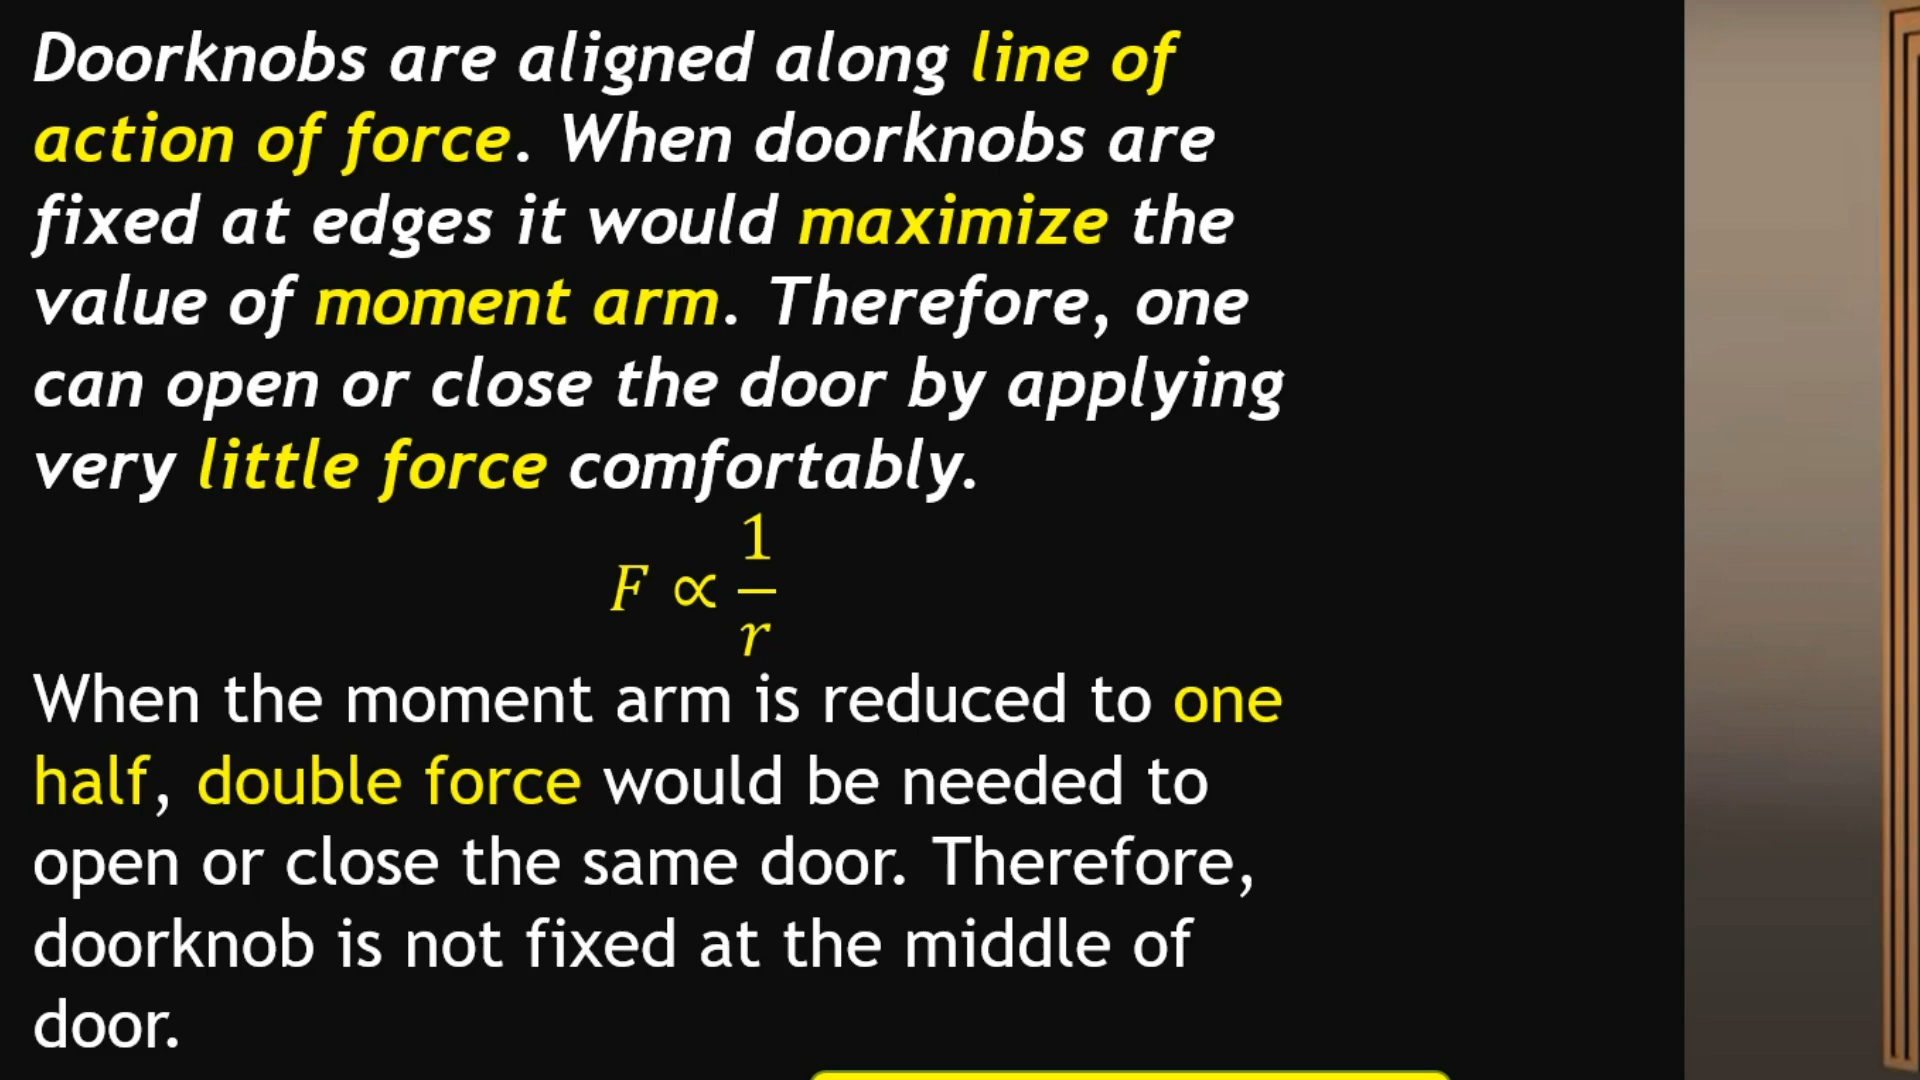 Doorknobs are aligned along line of
action of force. When doorknobs are
fixed at edges it would maximize the
value of moment arm. Therefore, one
can open or close the door by applying
very little force comfortably.
F ∝ 1/r
When the moment arm is reduced to one
half, double force would be needed to
open or close the same door. Therefore,
doorknob is not fixed at the middle of
door.